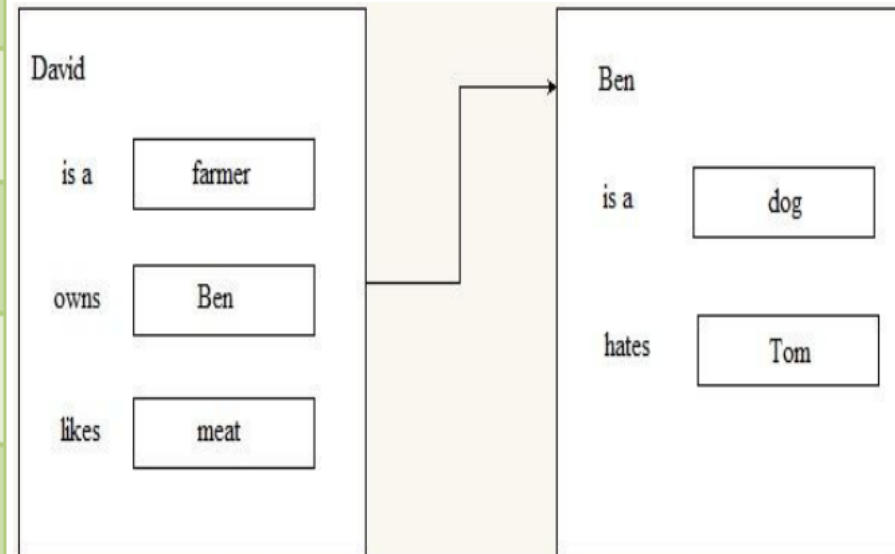 David
is a farmer
owns Ben
likes meat
Ben
is a dog
hates Tom